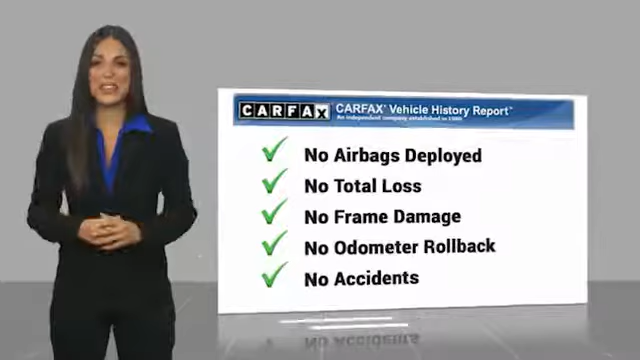 CARFAX CARFAX® Vehicle History Report™
An independent company established in 1986
No Airbags Deployed
No Total Loss
No Frame Damage
No Odometer Rollback
No Accidents